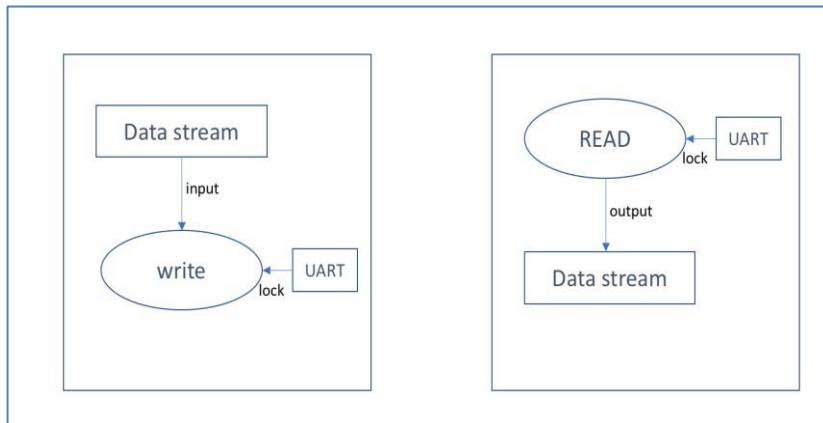 Data stream
input
write
UART
lock
READ
UART
lock
output
Data stream